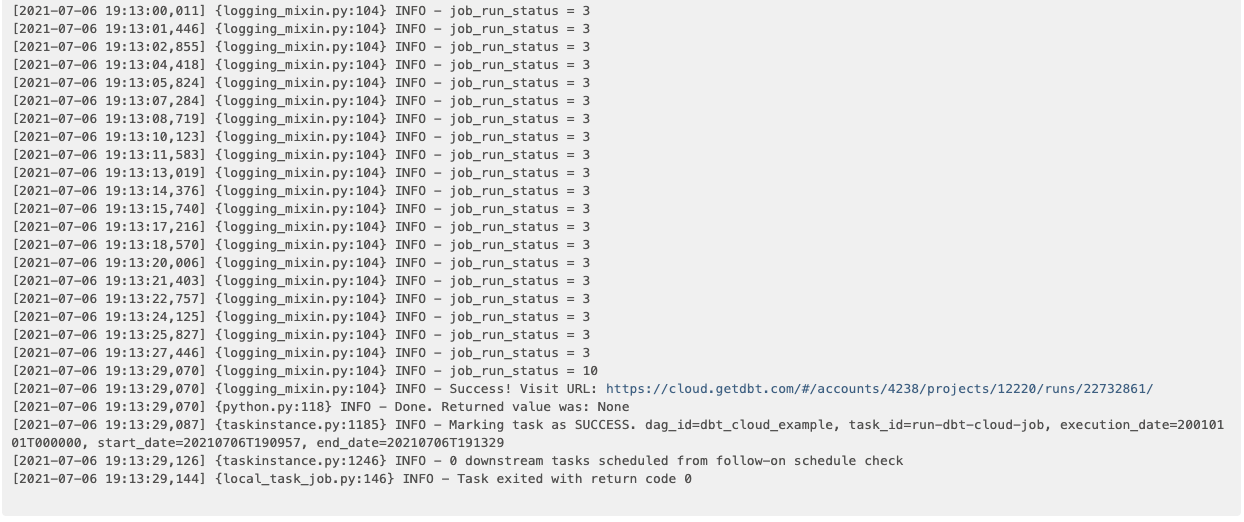 [2021-07-06 19:13:00,011] {logging_mixin.py:104} INFO - job_run_status = 3
[2021-07-06 19:13:01,446] {logging_mixin.py:104} INFO - job_run_status = 3
[2021-07-06 19:13:02,855] {logging_mixin.py:104} INFO - job_run_status = 3
[2021-07-06 19:13:04,418] {logging_mixin.py:104} INFO - job_run_status = 3
[2021-07-06 19:13:05,824] {logging_mixin.py:104} INFO - job_run_status = 3
[2021-07-06 19:13:07,284] {logging_mixin.py:104} INFO - job_run_status = 3
[2021-07-06 19:13:08,719] {logging_mixin.py:104} INFO - job_run_status = 3
[2021-07-06 19:13:10,123] {logging_mixin.py:104} INFO - job_run_status = 3
[2021-07-06 19:13:11,583] {logging_mixin.py:104} INFO - job_run_status = 3
[2021-07-06 19:13:13,019] {logging_mixin.py:104} INFO - job_run_status = 3
[2021-07-06 19:13:14,376] {logging_mixin.py:104} INFO - job_run_status = 3
[2021-07-06 19:13:15,740] {logging_mixin.py:104} INFO - job_run_status = 3
[2021-07-06 19:13:17,216] {logging_mixin.py:104} INFO - job_run_status = 3
[2021-07-06 19:13:18,570] {logging_mixin.py:104} INFO - job_run_status = 3
[2021-07-06 19:13:20,006] {logging_mixin.py:104} INFO - job_run_status = 3
[2021-07-06 19:13:21,403] {logging_mixin.py:104} INFO - job_run_status = 3
[2021-07-06 19:13:22,757] {logging_mixin.py:104} INFO - job_run_status = 3
[2021-07-06 19:13:24,125] {logging_mixin.py:104} INFO - job_run_status = 3
[2021-07-06 19:13:25,827] {logging_mixin.py:104} INFO - job_run_status = 3
[2021-07-06 19:13:27,446] {logging_mixin.py:104} INFO - job_run_status = 3
[2021-07-06 19:13:29,070] {logging_mixin.py:104} INFO - job_run_status = 10
[2021-07-06 19:13:29,070] {logging_mixin.py:104} INFO - Success! Visit URL: https://cloud.getdbt.com/#/accounts/4238/projects/12220/runs/22732861/
[2021-07-06 19:13:29,070] {python.py:118} INFO - Done. Returned value was: None
[2021-07-06 19:13:29,087] {taskinstance.py:1185} INFO - Marking task as SUCCESS. dag_id=dbt_cloud_example, task_id=run-dbt-cloud-job, execution_date=200101
01T000000, start_date=20210706T190957, end_date=20210706T191329
[2021-07-06 19:13:29,126] {taskinstance.py:1246} INFO - 0 downstream tasks scheduled from follow-on schedule check
[2021-07-06 19:13:29,144] {local_task_job.py:146} INFO - Task exited with return code 0